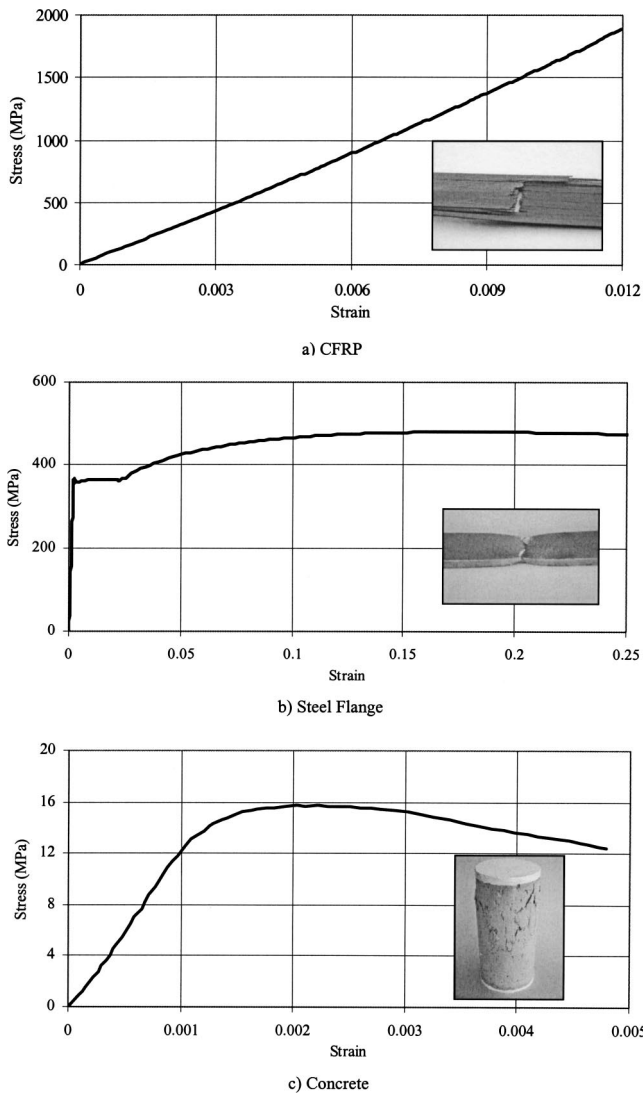 2000
1500
1000
500
0
Stress (MPa)
0 0.003 0.006 0.009 0.012
Strain
a) CFRP
600
400
200
0
Stress (MPa)
0 0.05 0.1 0.15 0.2 0.25
Strain
b) Steel Flange
20
16
12
8
4
0
Stress (MPa)
0 0.001 0.002 0.003 0.004 0.005
Strain
c) Concrete